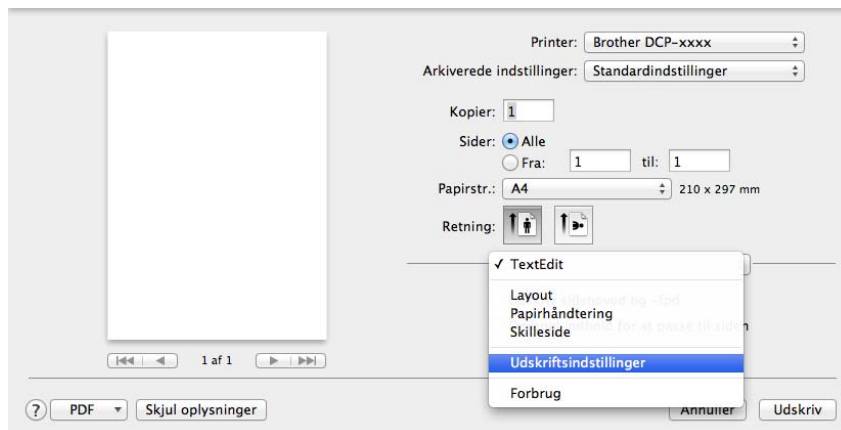 Printer: Brother DCP-xxxx
Arkiverede indstillinger: Standardindstillinger
Kopier: 1
Sider: Alle
Fra: 1 til: 1
Papirstr.: A4 210 x 297 mm
Retning:
✓ TextEdit
Layout
Papirhåndtering
Skilleside
Udskriftsindstillinger
Forbrug
1 af 1
? PDF Skjul oplysninger Annuller Udskriv